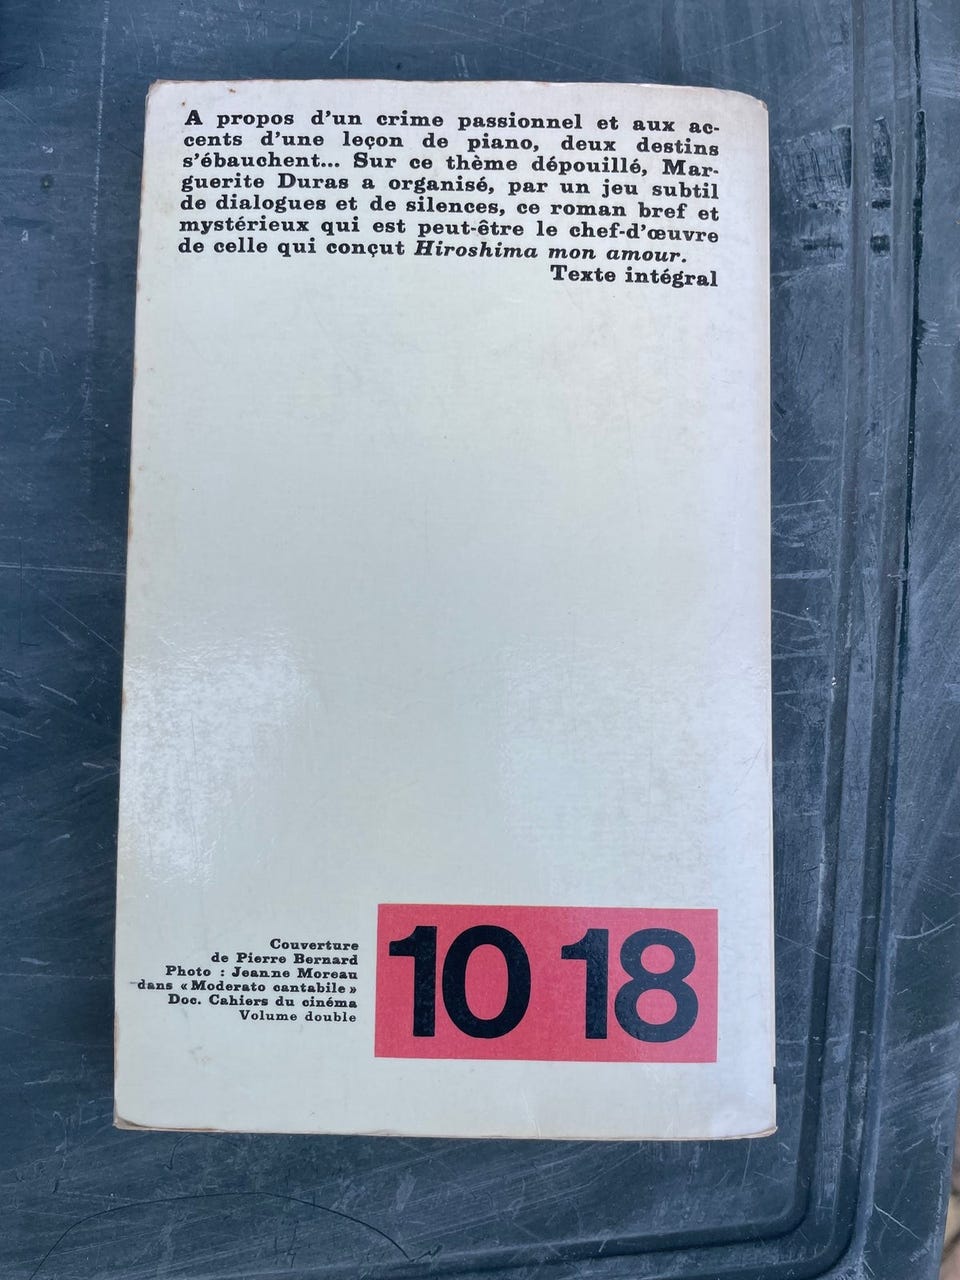 A propos d'un crime passionnel et aux ac-
cents d'une leçon de piano, deux destins
s'ébauchent... Sur ce thème dépouillé, Mar-
guerite Duras a organisé, par un jeu subtil
de dialogues et de silences, ce roman bref et
mystérieux qui est peut-être le chef-d'œuvre
de celle qui conçut Hiroshima mon amour.
Texte intégral
Couverture
de Pierre Bernard
Photo : Jeanne Moreau
dans « Moderato cantabile »
Doc. Cahiers du cinéma
Volume double
10 18